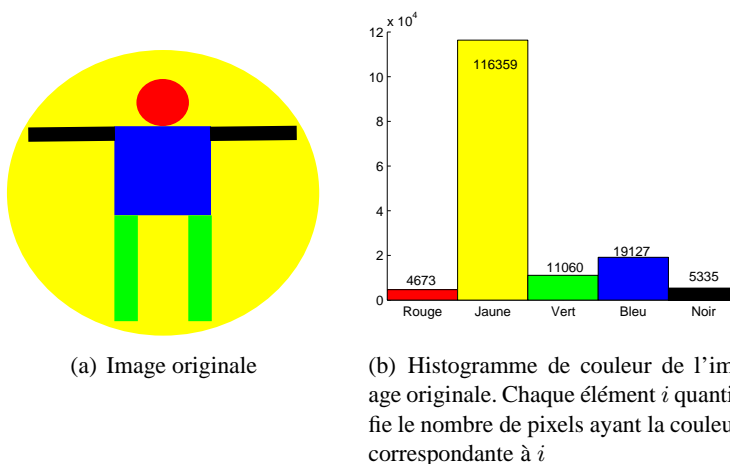 x 10⁴
12
10
8
6
4
2
0
116359
4673
11060
19127
5335
Rouge Jaune Vert Bleu Noir
(a) Image originale
(b) Histogramme de couleur de l'im-
age originale. Chaque élément i quanti-
fie le nombre de pixels ayant la couleur
correspondante à i